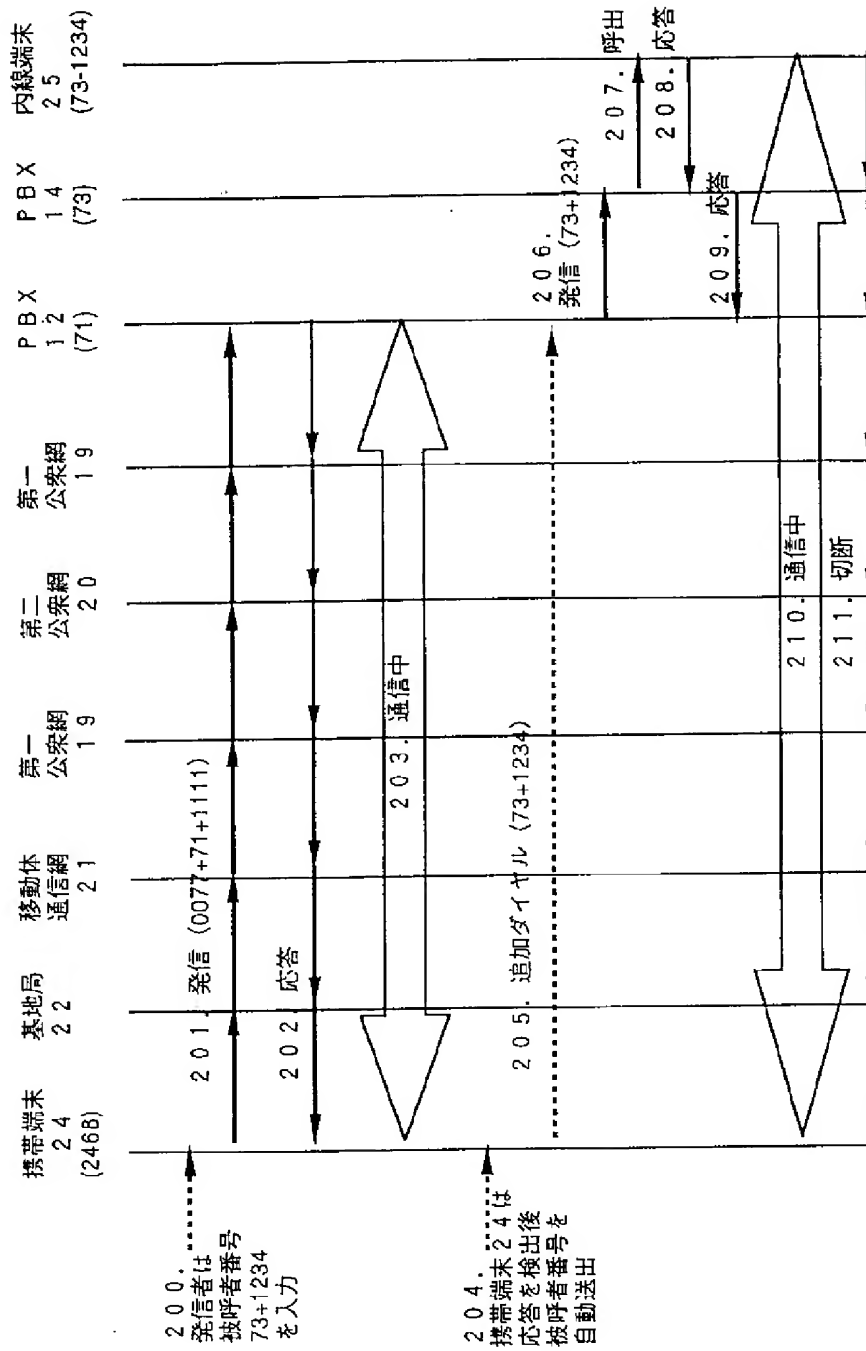 携帯端末
２４
(2468)
基地局
２２
移動体
通信網
２１
第一
公衆網
１９
第二
公衆網
２０
第一
公衆網
１９
ＰＢＸ
１２
(71)
ＰＢＸ
１４
(73)
内線端末
２５
(73-1234)
２００．
発信者は
被呼者番号
73+1234
を入力
２０１．発信 (0077+71+1111)
２０２．応答
２０３．通信中
２０４．
携帯端末２４は
応答を検出後
被呼者番号を
自動送出
２０５．追加ダイヤル (73+1234)
２０６．
発信 (73+1234)
２０７．呼出
２０８．応答
２０９．応答
２１０．通信中
２１１．切断